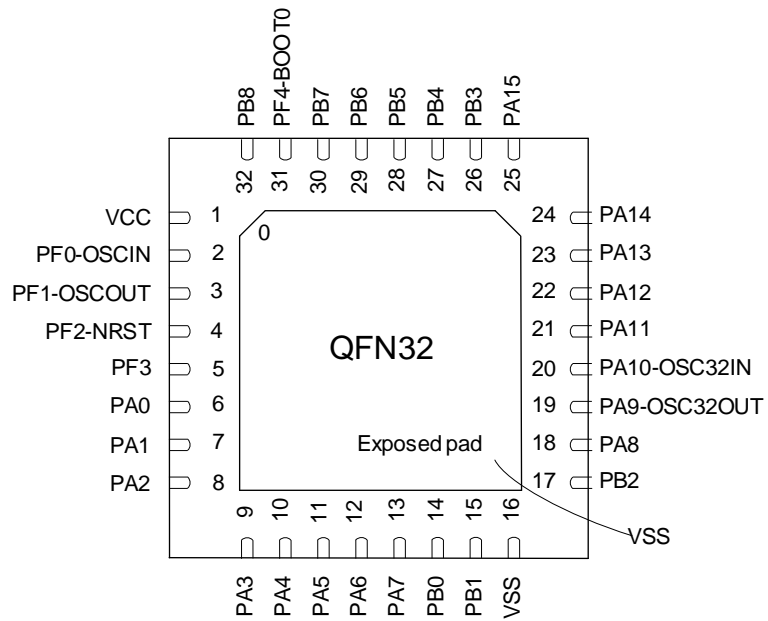 PB8 PF4-BOOT0 PB7 PB6 PB5 PB4 PB3 PA15
32 31 30 29 28 27 26 25
VCC 1 24 PA14
0
PF0-OSCIN 2 23 PA13
PF1-OSCOUT 3 22 PA12
PF2-NRST 4 21 PA11
QFN32
PF3 5 20 PA10-OSC32IN
PA0 6 19 PA9-OSC32OUT
PA1 7 Exposed pad 18 PA8
PA2 8 17 PB2
9 10 11 12 13 14 15 16
VSS
PA3 PA4 PA5 PA6 PA7 PB0 PB1 VSS